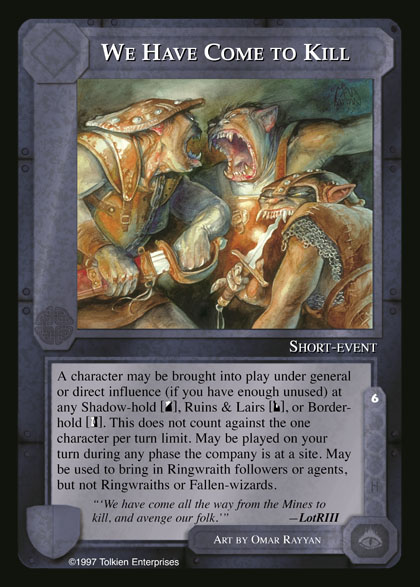 We Have Come to Kill
Short-event
A character may be brought into play under general
or direct influence (if you have enough unused) at
any Shadow-hold [], Ruins & Lairs [], or Border-
hold []. This does not count against the one
character per turn limit. May be played on your
turn during any phase the company is at a site. May
be used to bring in Ringwraith followers or agents,
but not Ringwraiths or Fallen-wizards.
6
“‘We have come all the way from the Mines to
kill, and avenge our folk.’” —LotRIII
H
Art by Omar Rayyan
©1997 Tolkien Enterprises